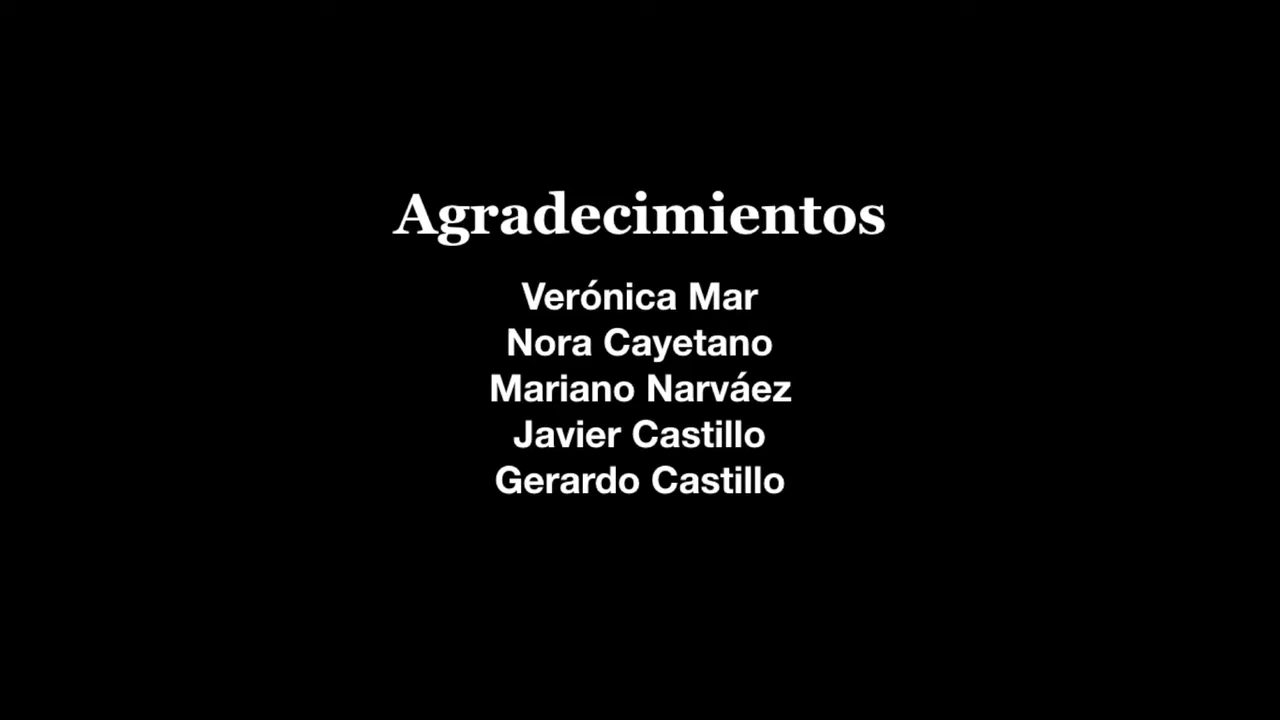 Agradecimientos
Verónica Mar
Nora Cayetano
Mariano Narváez
Javier Castillo
Gerardo Castillo